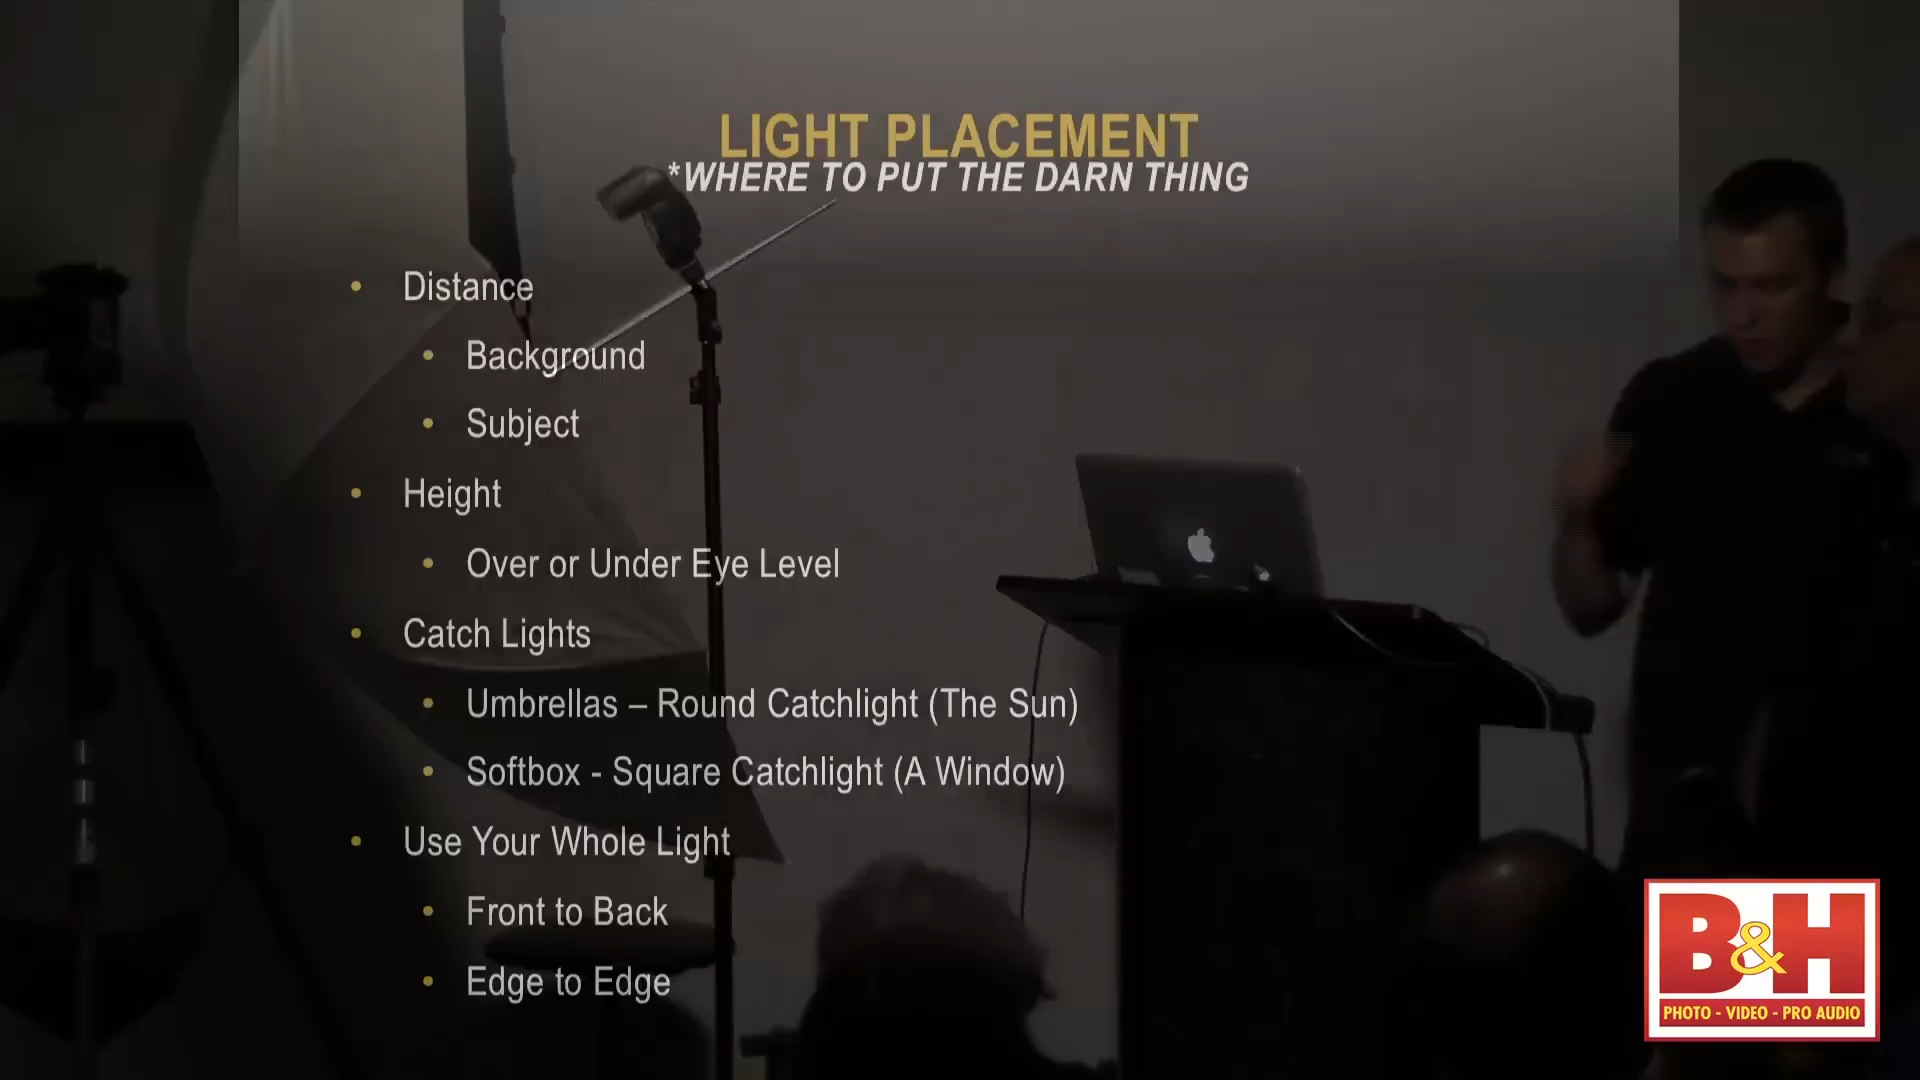 LIGHT PLACEMENT
*WHERE TO PUT THE DARN THING
• Distance
• Background
• Subject
• Height
• Over or Under Eye Level
• Catch Lights
• Umbrellas – Round Catchlight (The Sun)
• Softbox - Square Catchlight (A Window)
• Use Your Whole Light
• Front to Back
• Edge to Edge
B&H
PHOTO - VIDEO - PRO AUDIO